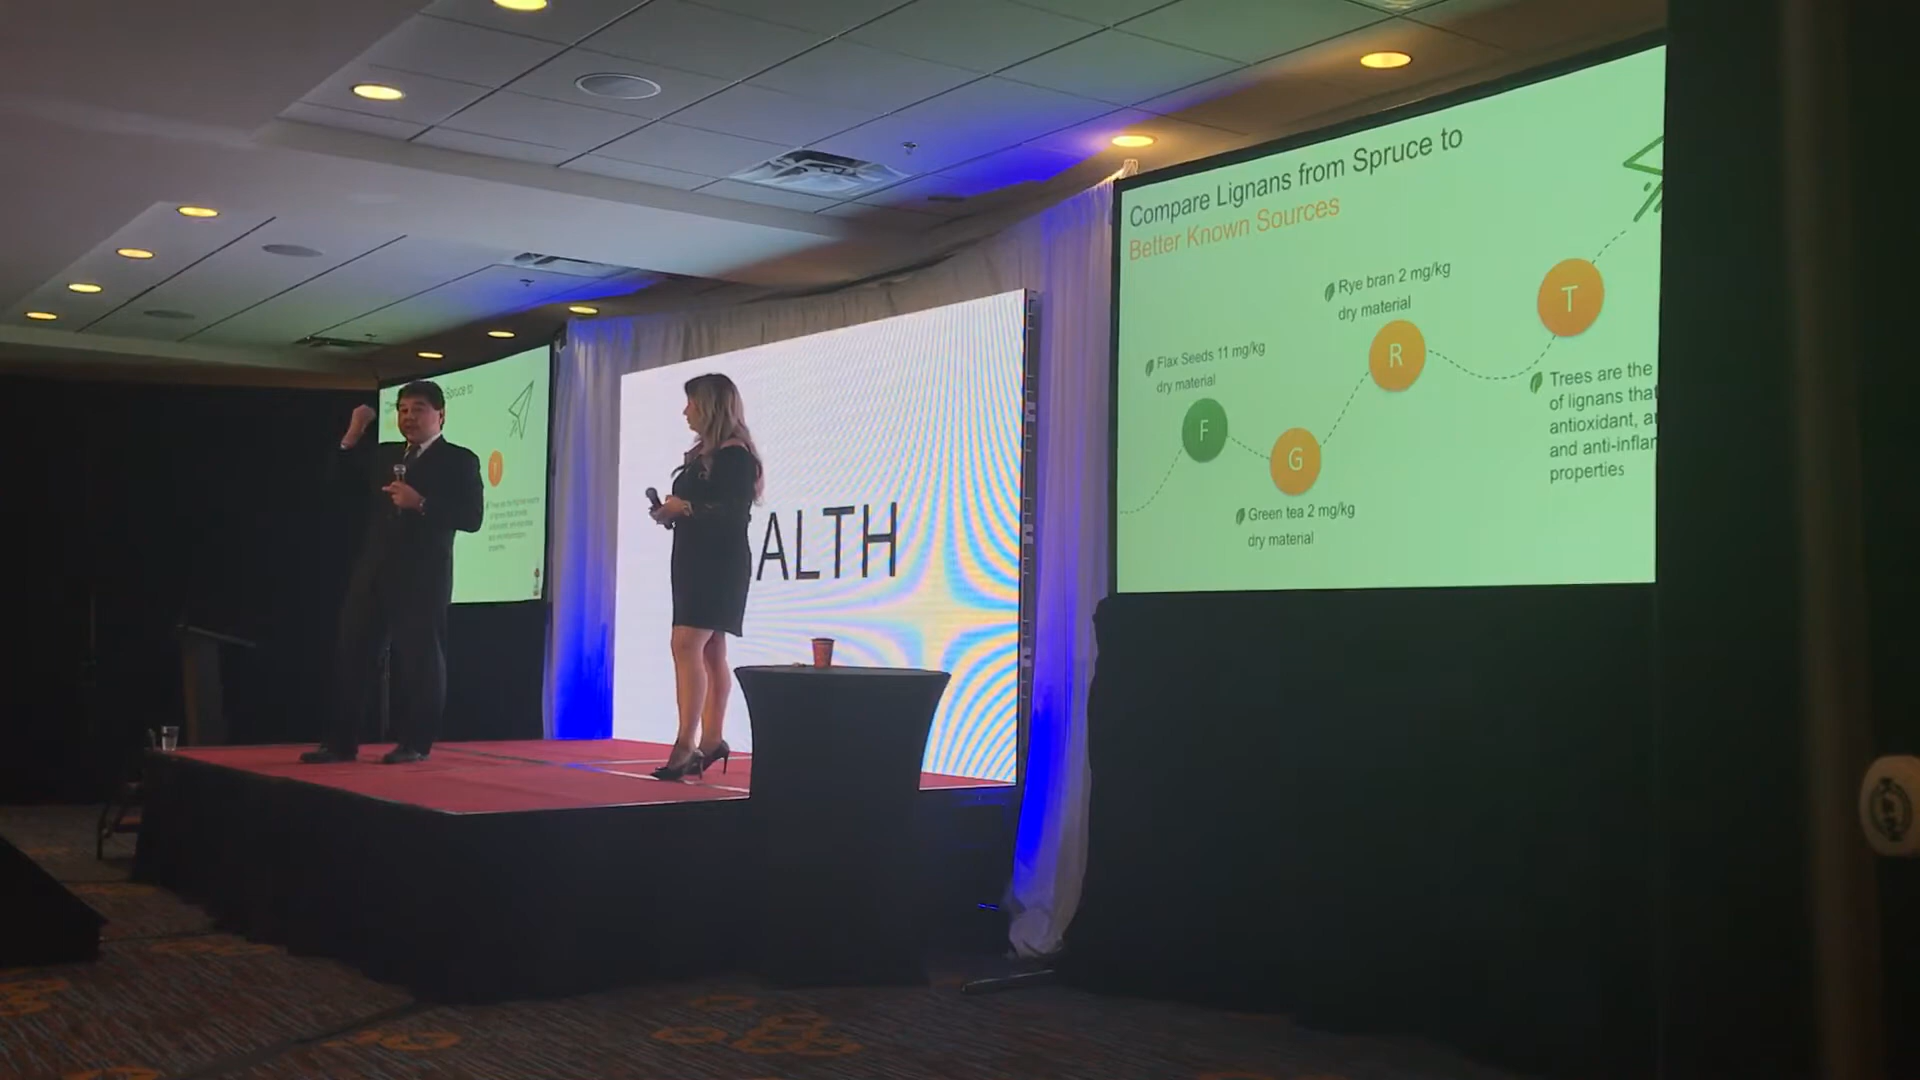 Compare Lignans from Spruce to
Better Known Sources
Flax Seeds 11 mg/kg
dry material
F
G
Green tea 2 mg/kg
dry material
Rye bran 2 mg/kg
dry material
R
T
Trees are the
of lignans that
antioxidant,
and
properties
ALTH
Spruce to
T